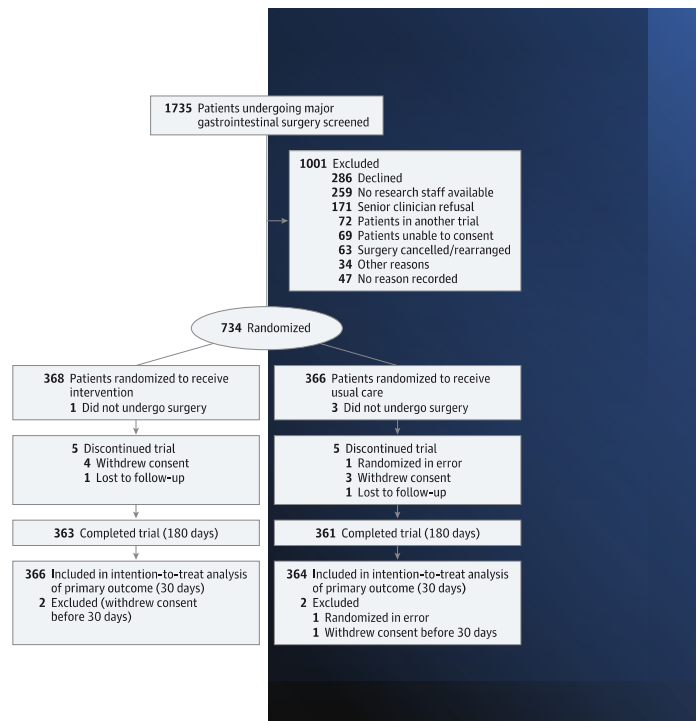 1735 Patients undergoing major
gastrointestinal surgery screened
1001 Excluded
286 Declined
259 No research staff available
171 Senior clinician refusal
72 Patients in another trial
69 Patients unable to consent
63 Surgery cancelled/rearranged
34 Other reasons
47 No reason recorded
734 Randomized
368 Patients randomized to receive
intervention
1 Did not undergo surgery
366 Patients randomized to receive
usual care
3 Did not undergo surgery
5 Discontinued trial
4 Withdrew consent
1 Lost to follow-up
5 Discontinued trial
1 Randomized in error
3 Withdrew consent
1 Lost to follow-up
363 Completed trial (180 days)
361 Completed trial (180 days)
366 Included in intention-to-treat analysis
of primary outcome (30 days)
2 Excluded (withdrew consent
before 30 days)
364 Included in intention-to-treat analysis
of primary outcome (30 days)
2 Excluded
1 Randomized in error
1 Withdrew consent before 30 days